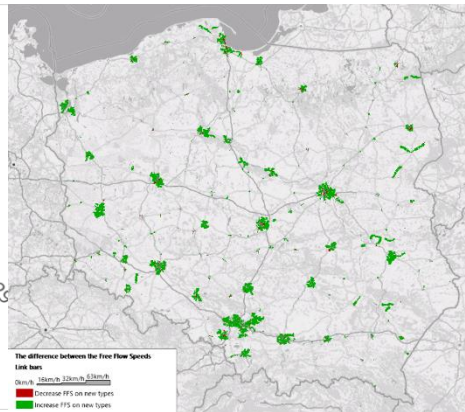 The difference between the Free Flow Speeds
Link bars
0km/h 16km/h 32km/h 63km/h
Decrease FFS on new types
Increase FFS on new types